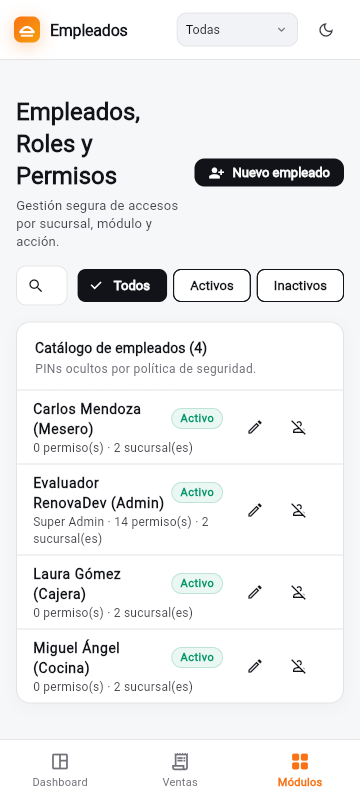 Empleados
Todas
Empleados,
Roles y
Permisos
Gestión segura de accesos
por sucursal, módulo y
acción.
Nuevo empleado
Todos
Activos
Inactivos
Catálogo de empleados (4)
PINs ocultos por política de seguridad.
Carlos Mendoza
(Mesero)
0 permiso(s) · 2 sucursal(es)
Activo
Evaluador
RenovaDev (Admin)
Super Admin · 14 permiso(s) · 2
sucursal(es)
Activo
Laura Gómez
(Cajera)
0 permiso(s) · 2 sucursal(es)
Activo
Miguel Ángel
(Cocina)
0 permiso(s) · 2 sucursal(es)
Activo
Dashboard
Ventas
Módulos